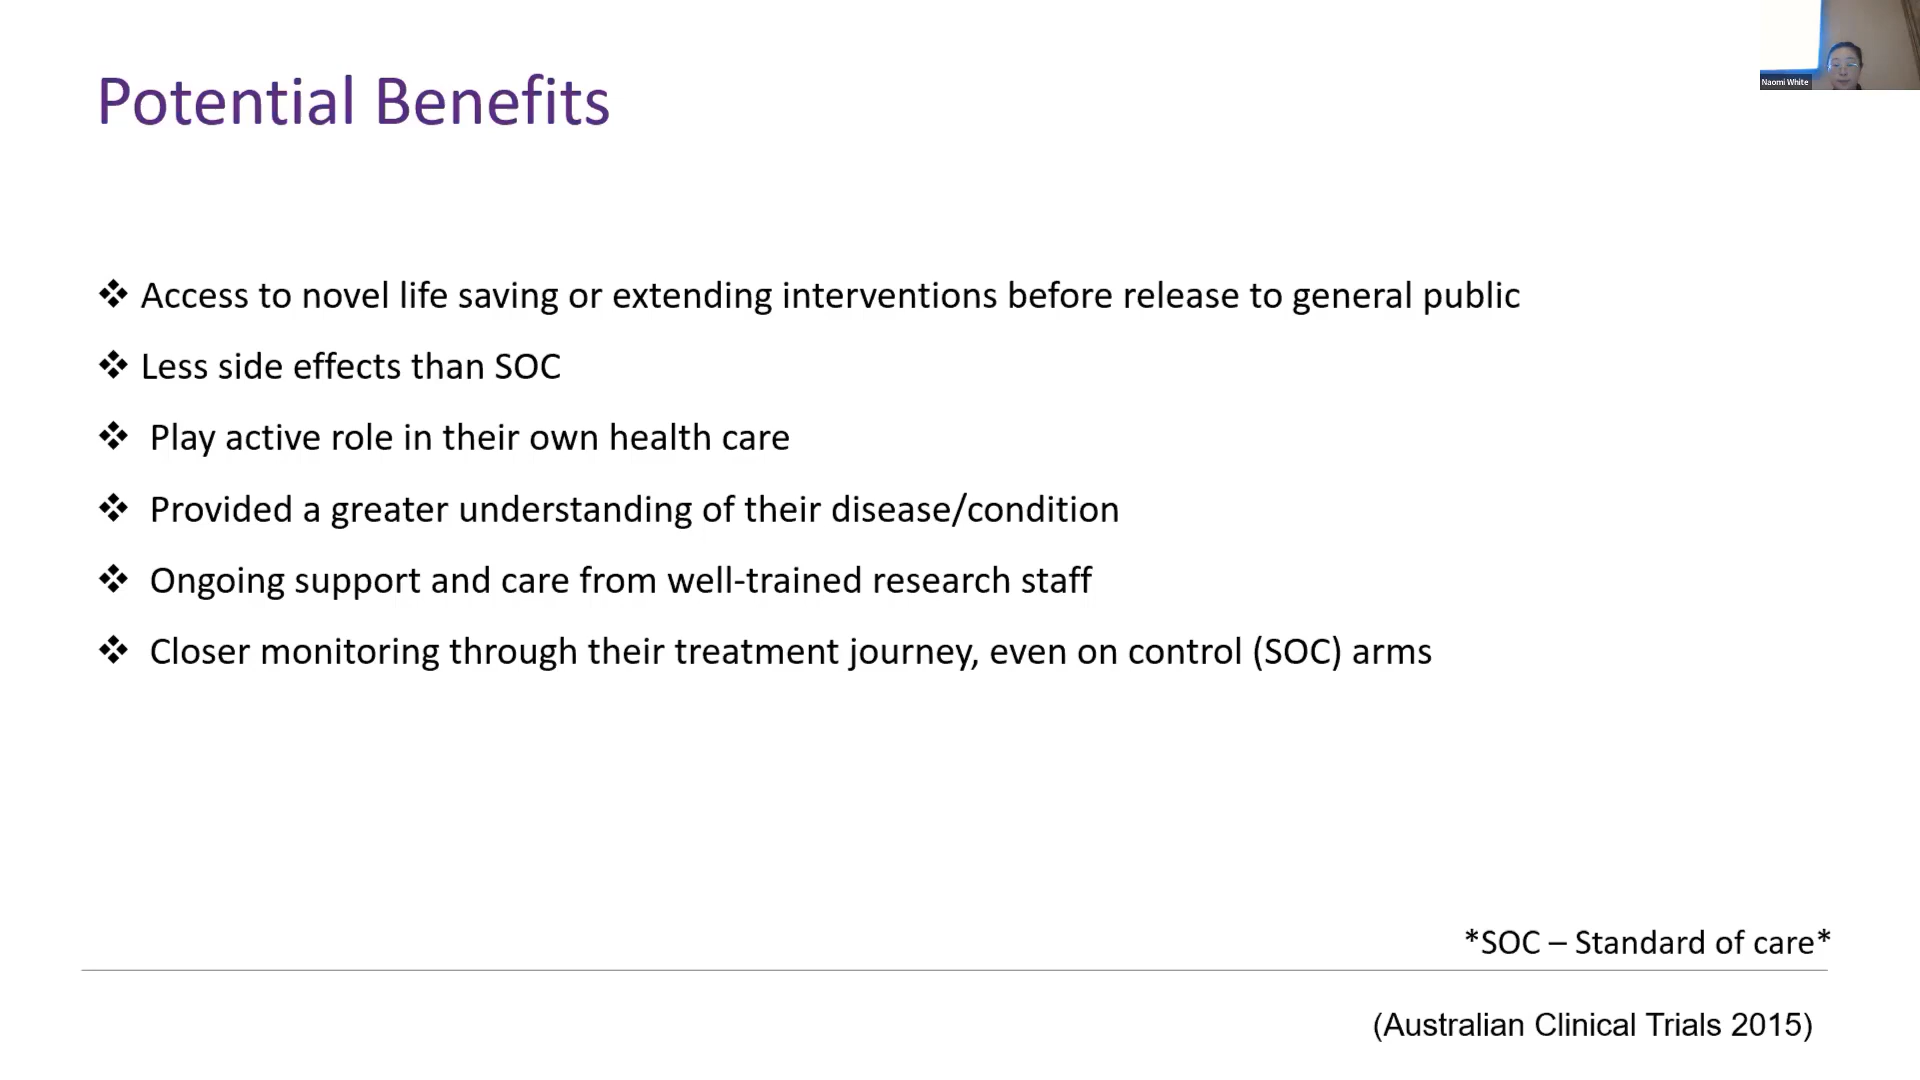 Potential Benefits
Naomi White
❖ Access to novel life saving or extending interventions before release to general public
❖ Less side effects than SOC
❖ Play active role in their own health care
❖ Provided a greater understanding of their disease/condition
❖ Ongoing support and care from well-trained research staff
❖ Closer monitoring through their treatment journey, even on control (SOC) arms
*SOC – Standard of care*
(Australian Clinical Trials 2015)